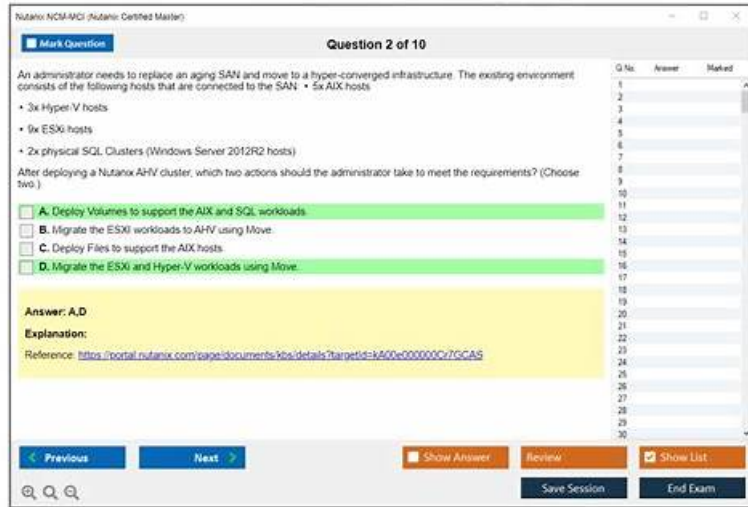 Nutanix NCM-MCI (Nutanix Certified Master)
Mark Question
Question 2 of 10
An administrator needs to replace an aging SAN and move to a hyper-converged infrastructure. The existing environment
consists of the following hosts that are connected to the SAN: • 5x AIX hosts
• 3x Hyper-V hosts
• 9x ESXi hosts
• 2x physical SQL Clusters (Windows Server 2012R2 hosts)
After deploying a Nutanix AHV cluster, which two actions should the administrator take to meet the requirements? (Choose
two.)
A. Deploy Volumes to support the AIX and SQL workloads.
B. Migrate the ESXI workloads to AHV using Move.
C. Deploy Files to support the AIX hosts.
D. Migrate the ESXi and Hyper-V workloads using Move.
Answer: A,D
Explanation:
Reference: https://portal.nutanix.com/page/documents/kbs/details?targetId=kA00e000000Cr7GCAS
Q.No. Answer Marked
1
2
3
4
5
6
7
8
9
10
11
12
13
14
15
16
17
18
19
20
21
22
23
24
25
26
27
28
29
30
Previous
Next
Show Answer
Review
Show List
Save Session
End Exam